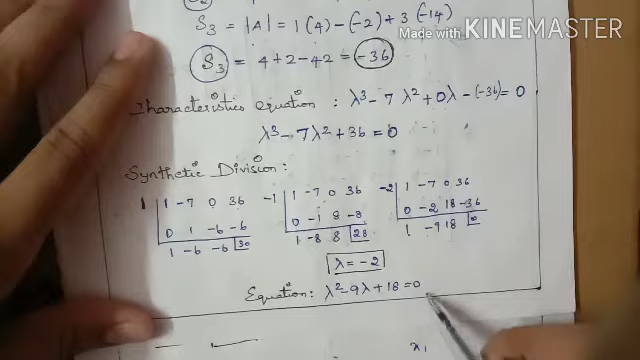 S₃ = |A| = 1(4) - (-2) + 3(-14)
Made with KINEMASTER
S₃ = 4+2-42 = -36
Characteristics equation : λ³ - 7λ² + 0λ - (-36) = 0
λ³ - 7λ² + 36 = 0
Synthetic Division:
1 | 1 -7 0 36   -1 | 1 -7 0 36   -2 | 1 -7 0 36
0 1 -6 -6   0 -1 8 -8   0 -2 18 -36
1 -6 -6 30   1 -8 8 28   1 -9 18 0
λ = -2
Equation: λ² - 9λ + 18 = 0
x₁